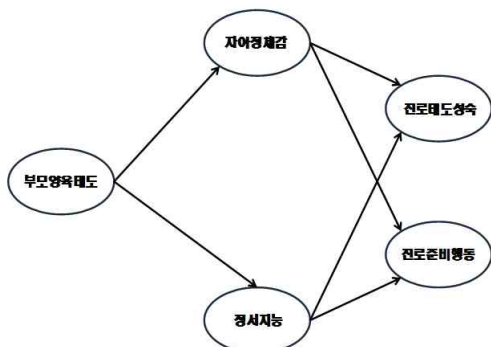 자아정체감
진로태도성숙
부모양육태도
진로준비행동
정서지능